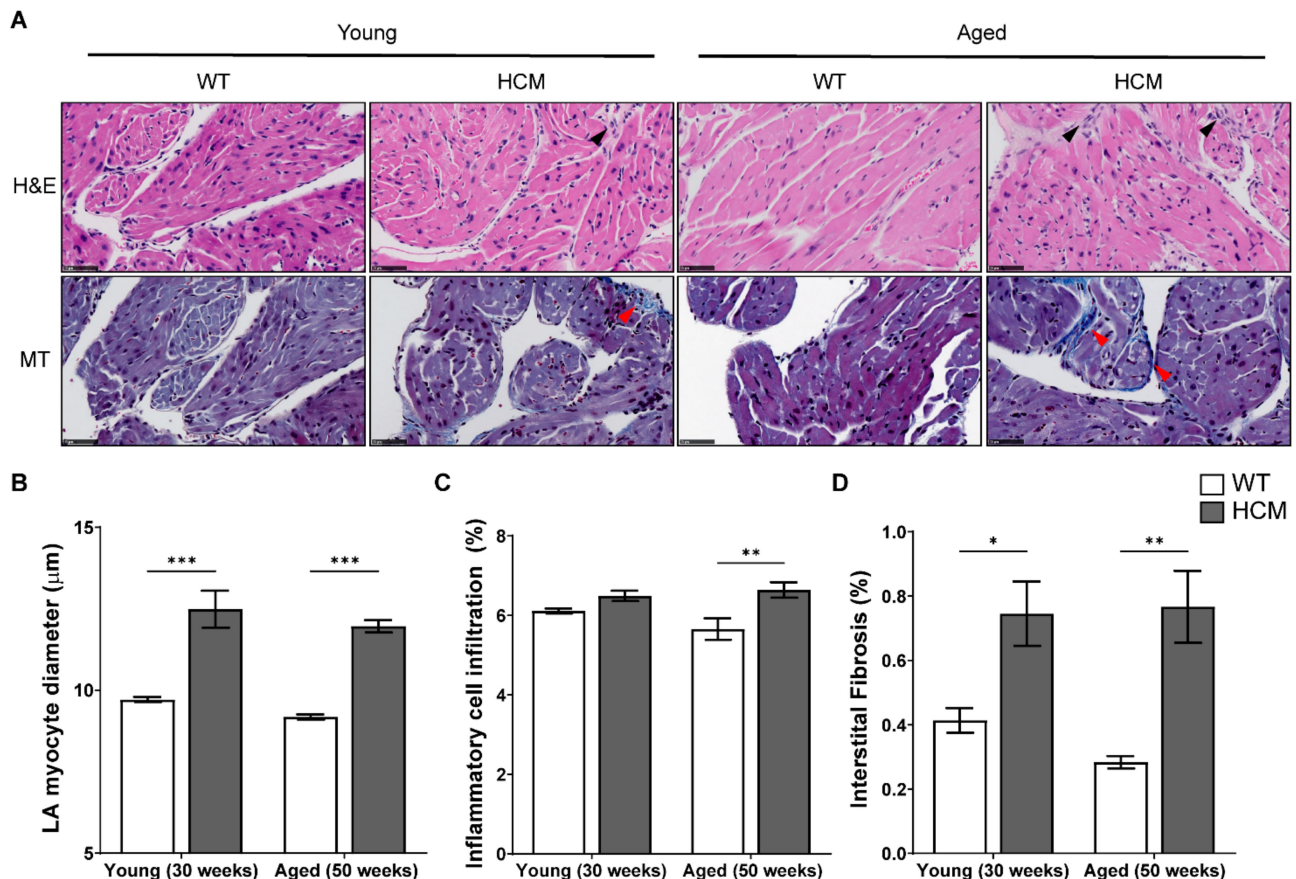 A
Young
Aged
WT
HCM
WT
HCM
H&E
MT
B
C
D
WT
HCM
LA myocyte diameter (μm)
15
10
5
***
***
Young (30 weeks)
Aged (50 weeks)
Inflammatory cell infiltration (%)
8
6
4
2
0
**
Young (30 weeks)
Aged (50 weeks)
Interstital Fibrosis (%)
1.0
0.8
0.6
0.4
0.2
0.0
*
**
Young (30 weeks)
Aged (50 weeks)